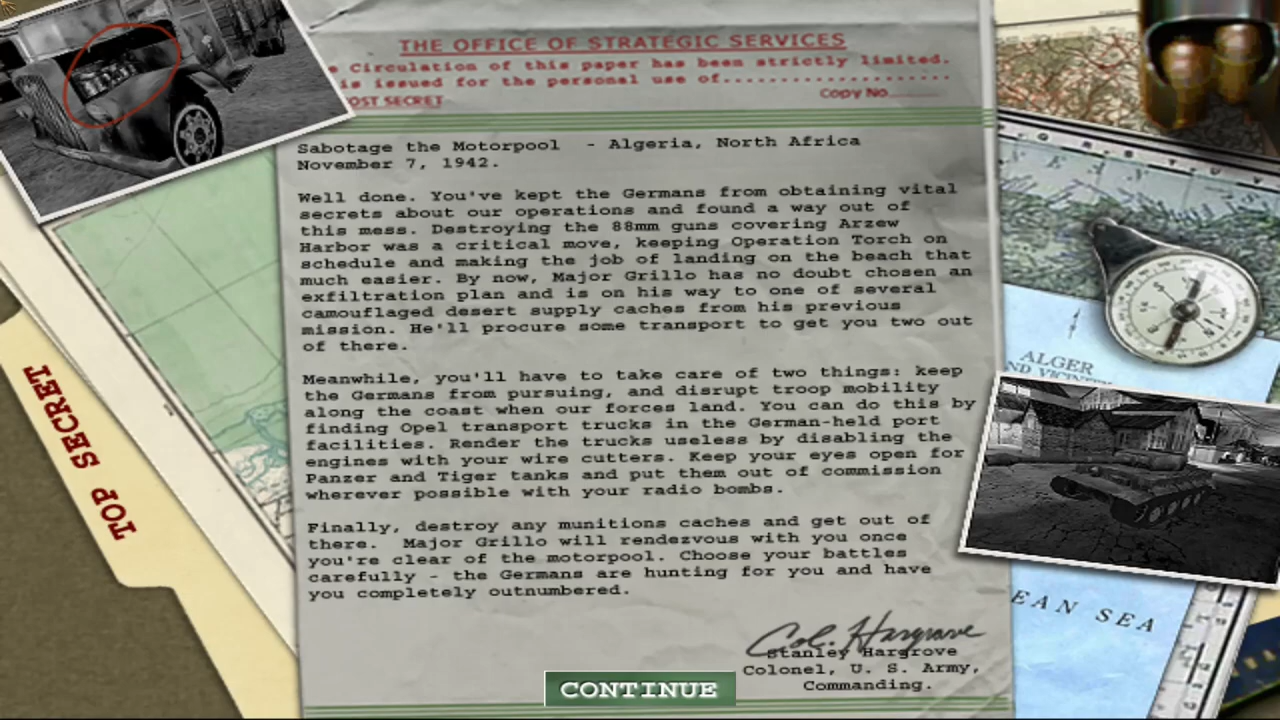 THE OFFICE OF STRATEGIC SERVICES
e Circulation of this paper has been strictly limited.
is issued for the personal use of......................
OST SECRET
Copy No.
Sabotage the Motorpool - Algeria, North Africa
November 7, 1942.
Well done. You've kept the Germans from obtaining vital
secrets about our operations and found a way out of
this mess. Destroying the 88mm guns covering Arzew
Harbor was a critical move, keeping Operation Torch on
schedule and making the job of landing on the beach that
much easier. By now, Major Grillo has no doubt chosen an
exfiltration plan and is on his way to one of several
camouflaged desert supply caches from his previous
mission. He'll procure some transport to get you two out
of there.
Meanwhile, you'll have to take care of two things: keep
the Germans from pursuing, and disrupt troop mobility
along the coast when our forces land. You can do this by
finding Opel transport trucks in the German-held port
facilities. Render the trucks useless by disabling the
engines with your wire cutters. Keep your eyes open for
Panzer and Tiger tanks and put them out of commission
wherever possible with your radio bombs.
Finally, destroy any munitions caches and get out of
there. Major Grillo will rendezvous with you once
you're clear of the motorpool. Choose your battles
carefully - the Germans are hunting for you and have
you completely outnumbered.
Col. Hargrove
Stanley Hargrove
Colonel, U. S. Army,
Commanding.
CONTINUE
TOP SECRET
ALGER
ND VICINITY
EAN SEA